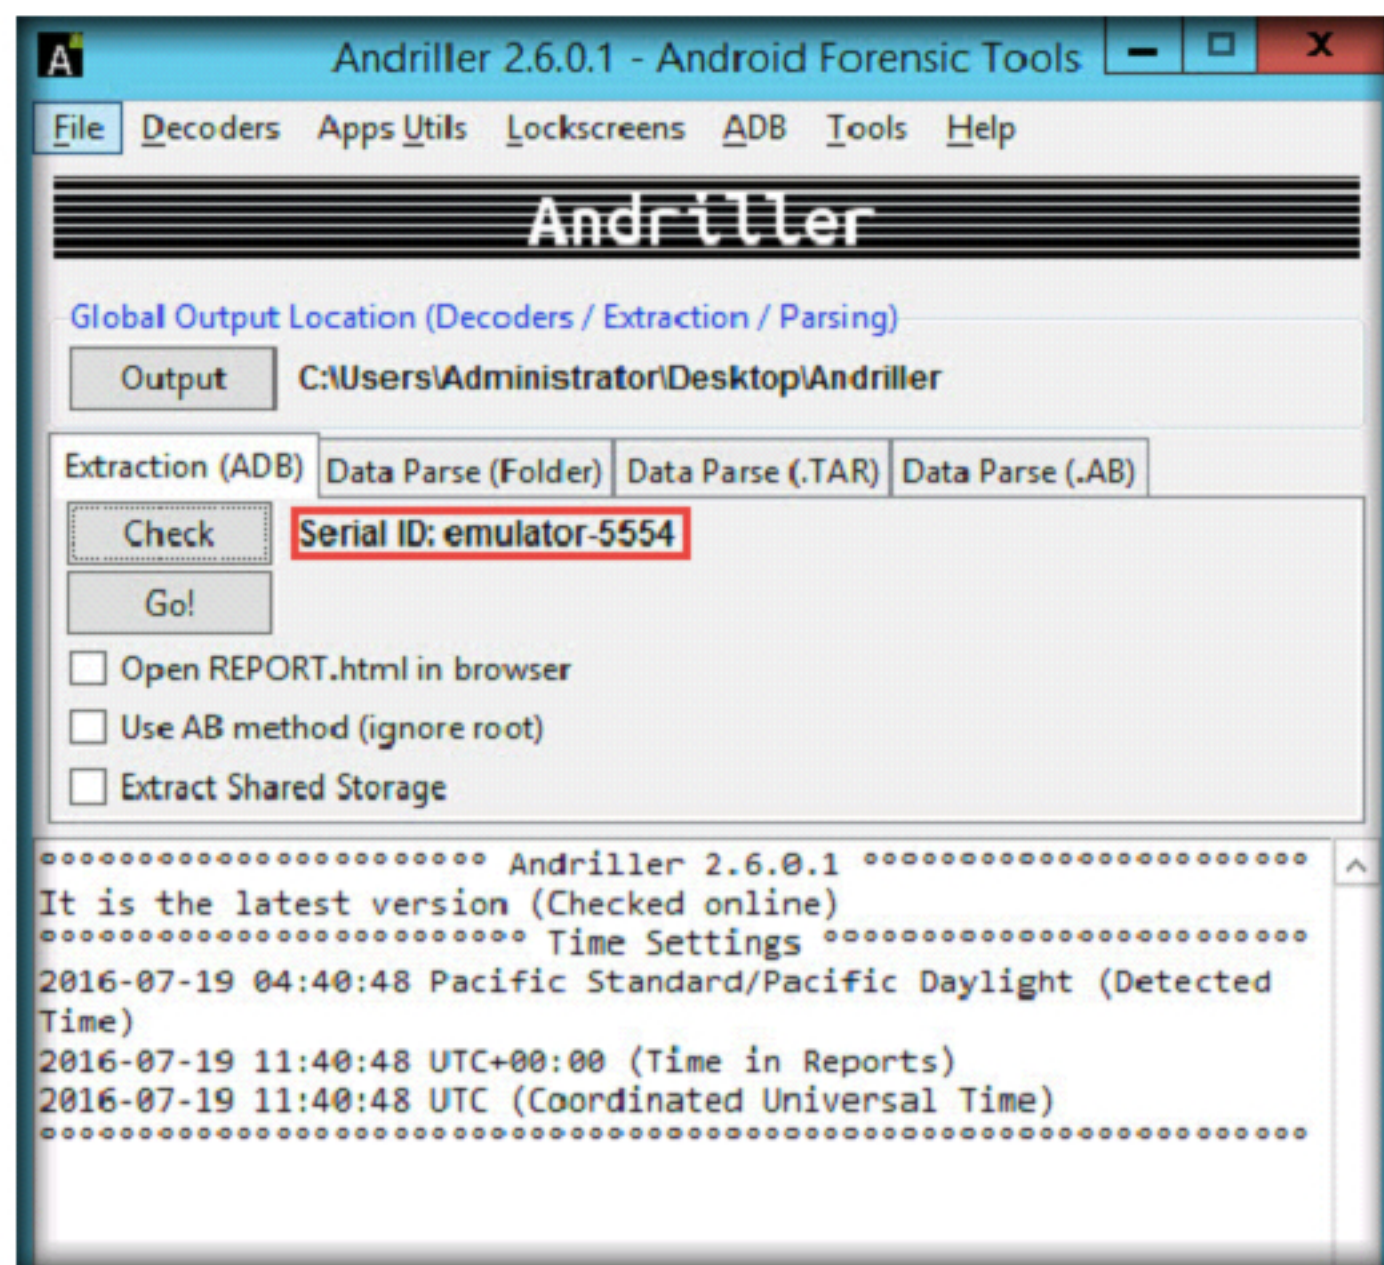 Andriller 2.6.0.1 - Android Forensic Tools
File Decoders Apps Utils Lockscreens ADB Tools Help
Andriller
Global Output Location (Decoders / Extraction / Parsing)
Output C:\Users\Administrator\Desktop\Andriller
Extraction (ADB) Data Parse (Folder) Data Parse (.TAR) Data Parse (.AB)
Check Serial ID: emulator-5554
Go!
Open REPORT.html in browser
Use AB method (ignore root)
Extract Shared Storage
Andriller 2.6.0.1
It is the latest version (Checked online)
Time Settings
2016-07-19 04:40:48 Pacific Standard/Pacific Daylight (Detected
Time)
2016-07-19 11:40:48 UTC+00:00 (Time in Reports)
2016-07-19 11:40:48 UTC (Coordinated Universal Time)